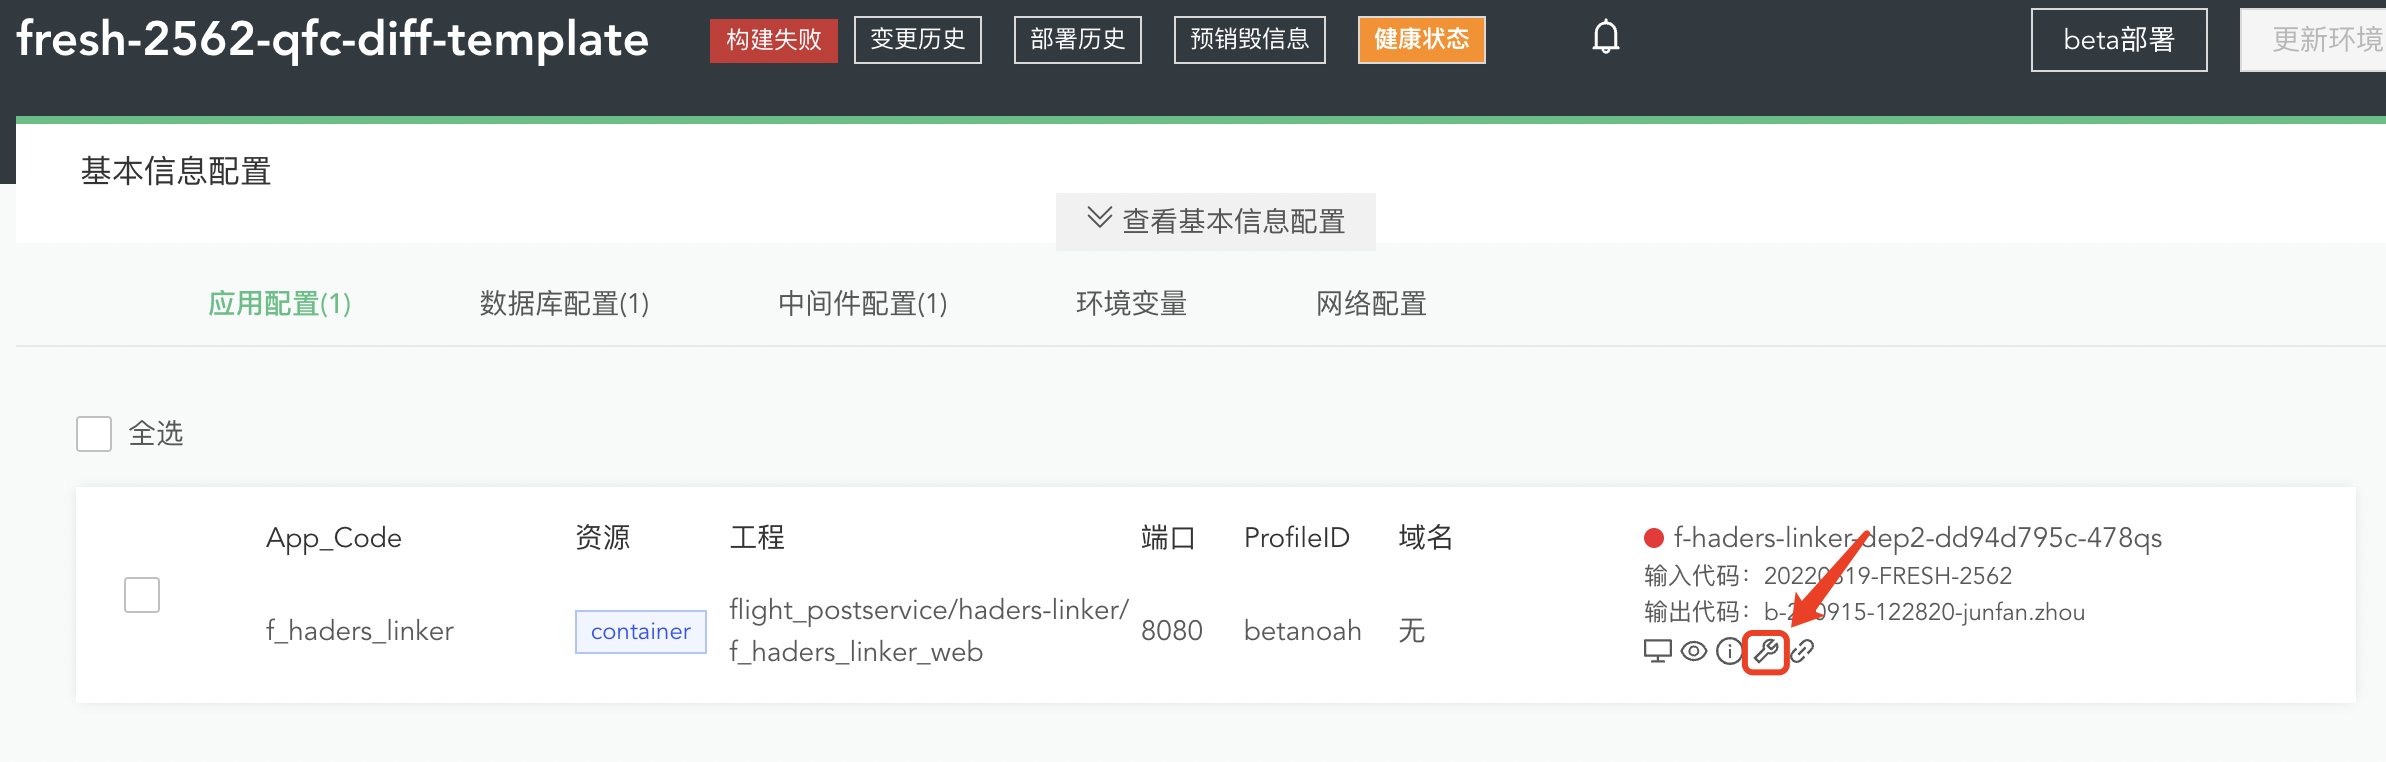 fresh-2562-qfc-diff-template 构建失败 变更历史 部署历史 预销毁信息 健康状态 beta部署 更新环境
基本信息配置
查看基本信息配置
应用配置(1) 数据库配置(1) 中间件配置(1) 环境变量 网络配置
全选
App_Code 资源 工程 端口 ProfileID 域名
f_haders_linker container flight_postservice/haders-linker/
f_haders_linker_web 8080 betanoah 无
f-haders-linker-dep2-dd94d795c-478qs
输入代码：20220819-FRESH-2562
输出代码：b-220915-122820-junfan.zhou